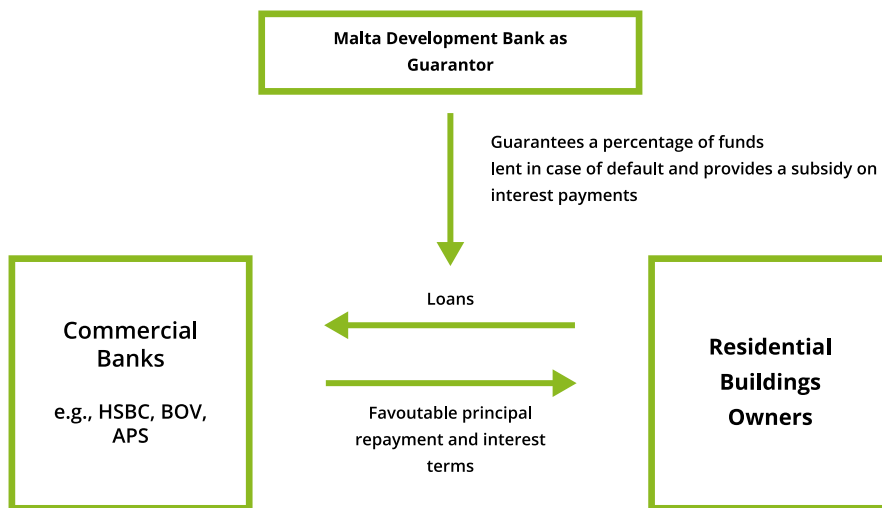 Malta Development Bank as
Guarantor
Guarantees a percentage of funds
lent in case of default and provides a subsidy on
interest payments
Commercial
Banks
e.g., HSBC, BOV,
APS
Loans
Favoutable principal
repayment and interest
terms
Residential
Buildings
Owners